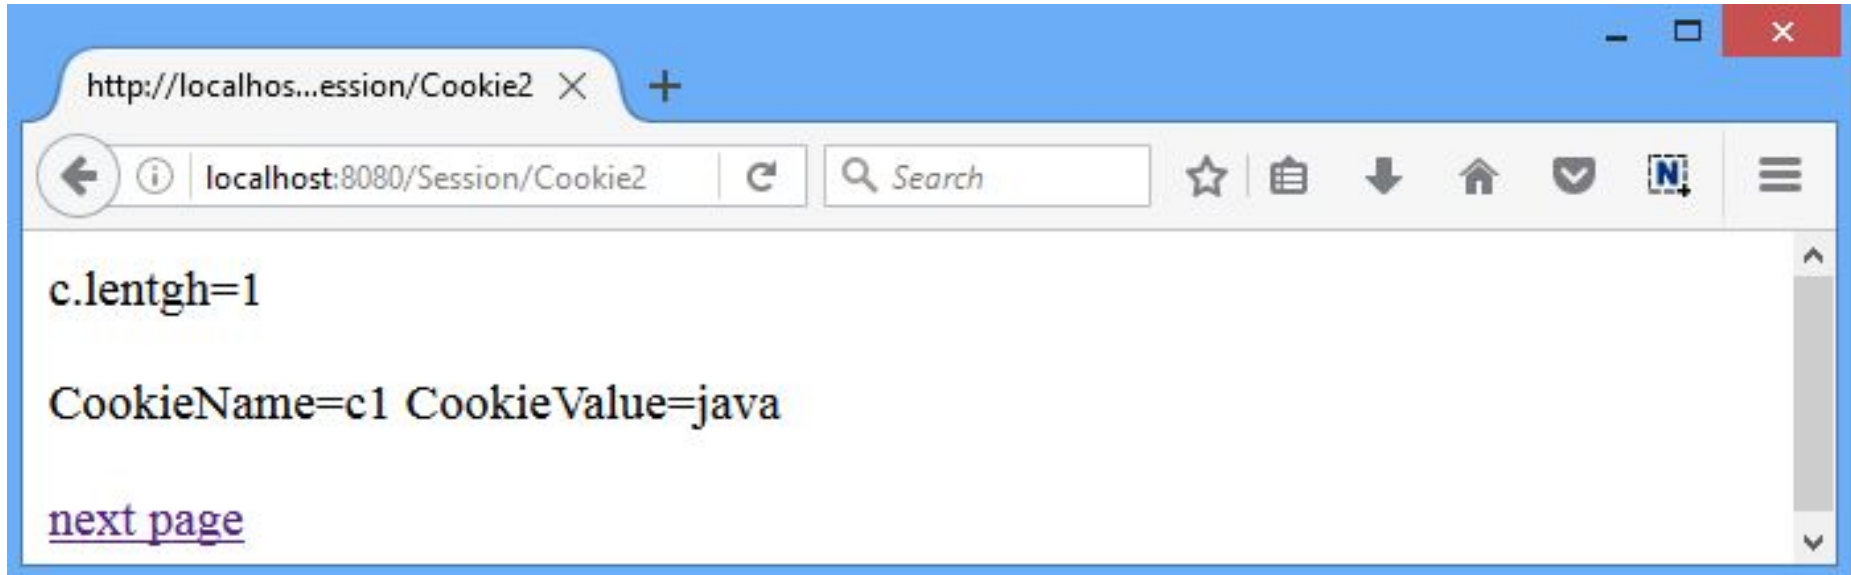 http://localhos...ession/Cookie2
localhost:8080/Session/Cookie2
Search
N
c.lentgh=1
CookieName=c1 CookieValue=java
next page